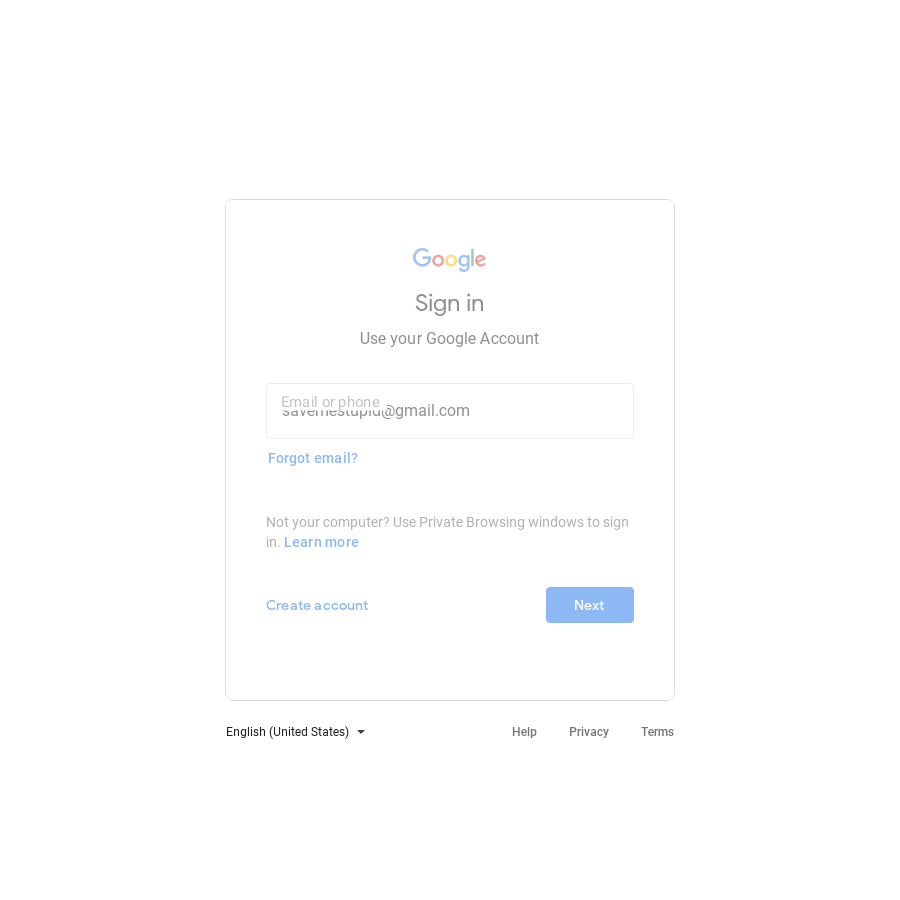 Google
Sign in
Use your Google Account
Email or phone
savemestupid@gmail.com
Forgot email?
Not your computer? Use Private Browsing windows to sign
in. Learn more
Create account
Next
English (United States)
Help
Privacy
Terms